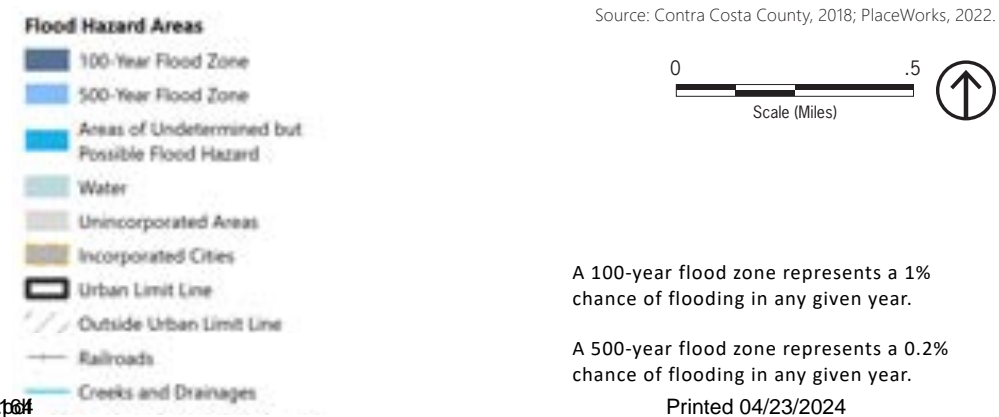 Flood Hazard Areas
100-Year Flood Zone
500-Year Flood Zone
Areas of Undetermined but
Possible Flood Hazard
Water
Unincorporated Areas
Incorporated Cities
Urban Limit Line
Outside Urban Limit Line
Railroads
Creeks and Drainages
Source: Contra Costa County, 2018; PlaceWorks, 2022.
0 .5
Scale (Miles)
A 100-year flood zone represents a 1%
chance of flooding in any given year.
A 500-year flood zone represents a 0.2%
chance of flooding in any given year.
Printed 04/23/2024